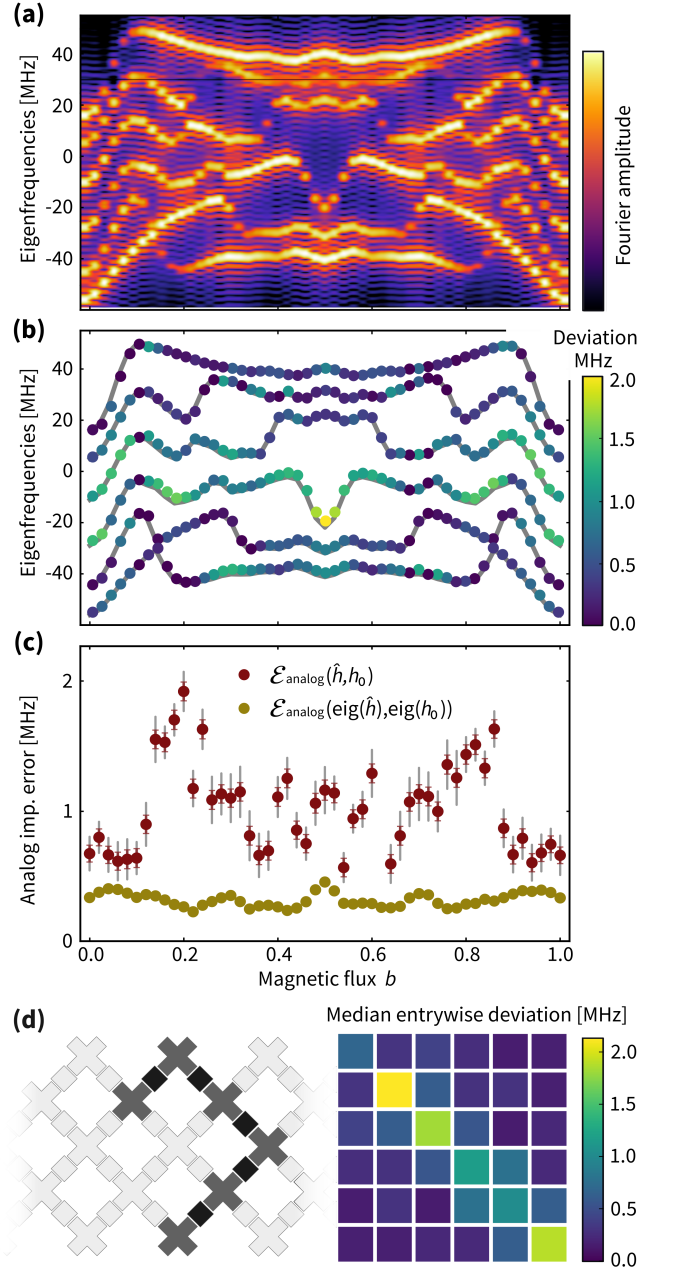 (a)
Eigenfrequencies [MHz]
40
20
0
-20
-40
Fourier amplitude
(b)
Eigenfrequencies [MHz]
40
20
0
-20
-40
Deviation
MHz
2.0
1.5
1.0
0.5
0.0
(c)
Analog imp. error [MHz]
2
1
0
ℰanalog(ĥ,h₀)
ℰanalog(eig(ĥ),eig(h₀))
0.0 0.2 0.4 0.6 0.8 1.0
Magnetic flux b
(d)
Median entrywise deviation [MHz]
2.0
1.5
1.0
0.5
0.0